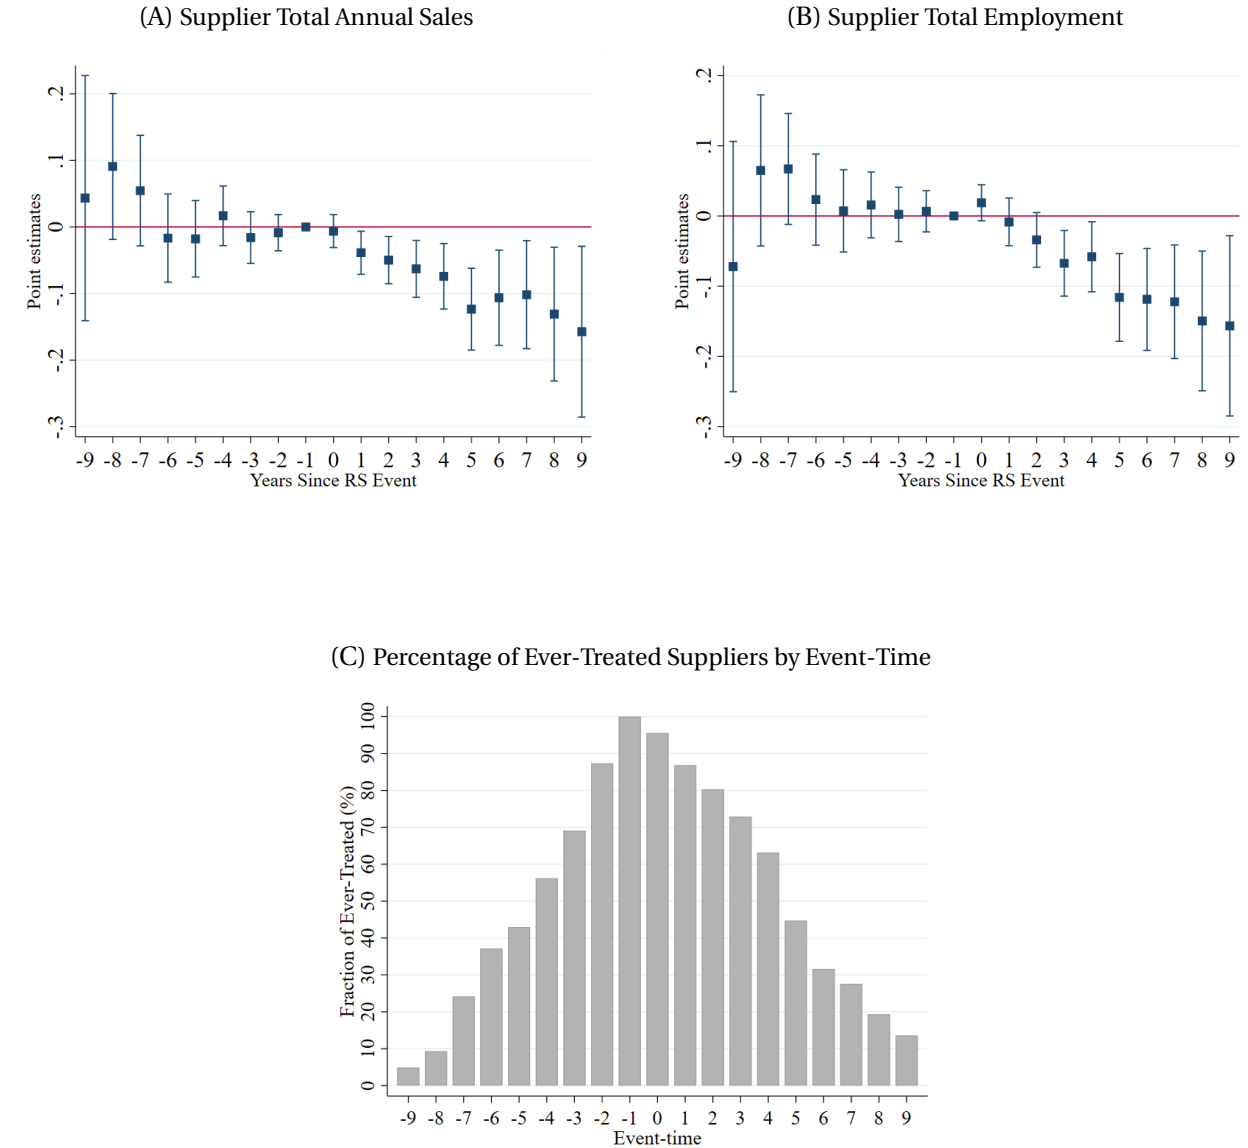 (A) Supplier Total Annual Sales
Point estimates
.2
.1
0
-.1
-.2
-.3
-9 -8 -7 -6 -5 -4 -3 -2 -1 0 1 2 3 4 5 6 7 8 9
Years Since RS Event
(B) Supplier Total Employment
Point estimates
.2
.1
0
-.1
-.2
-.3
-9 -8 -7 -6 -5 -4 -3 -2 -1 0 1 2 3 4 5 6 7 8 9
Years Since RS Event
(C) Percentage of Ever-Treated Suppliers by Event-Time
Fraction of Ever-Treated (%)
100
90
80
70
60
50
40
30
20
10
0
-9 -8 -7 -6 -5 -4 -3 -2 -1 0 1 2 3 4 5 6 7 8 9
Event-time